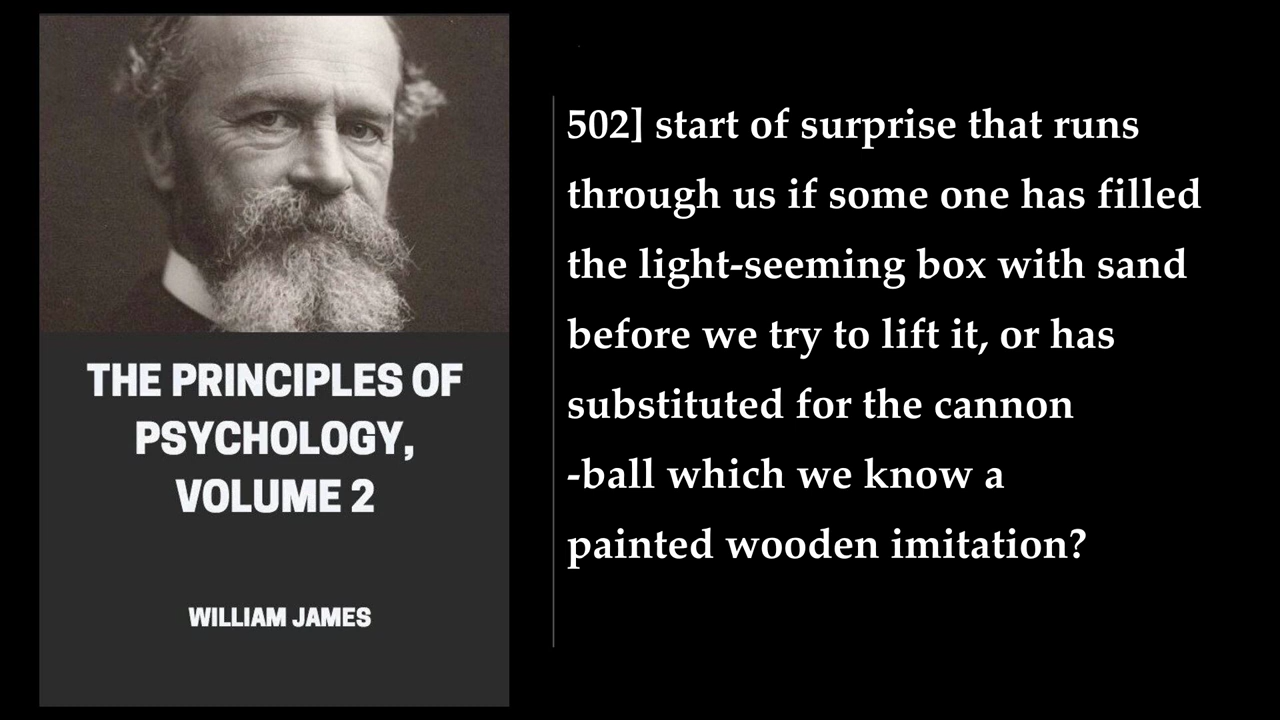 THE PRINCIPLES OF
PSYCHOLOGY,
VOLUME 2
WILLIAM JAMES
502] start of surprise that runs
through us if some one has filled
the light-seeming box with sand
before we try to lift it, or has
substituted for the cannon
-ball which we know a
painted wooden imitation?